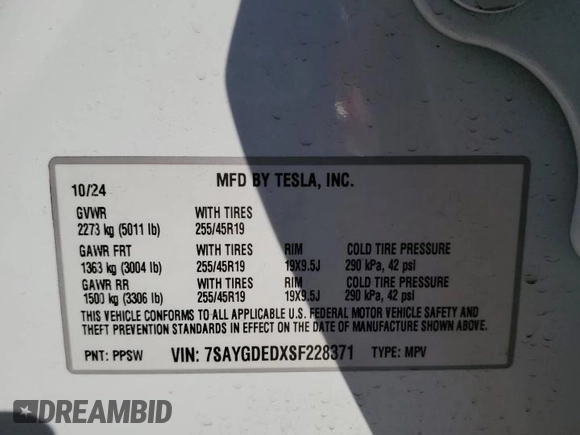 10/24 MFD BY TESLA, INC.
GVWR WITH TIRES
2273 kg (5011 lb) 255/45R19
GAWR FRT WITH TIRES RIM COLD TIRE PRESSURE
1363 kg (3004 lb) 255/45R19 19X9.5J 290 kPa, 42 psi
GAWR RR WITH TIRES RIM COLD TIRE PRESSURE
1500 kg (3306 lb) 255/45R19 19X9.5J 290 kPa, 42 psi
THIS VEHICLE CONFORMS TO ALL APPLICABLE U.S. FEDERAL MOTOR VEHICLE SAFETY AND
THEFT PREVENTION STANDARDS IN EFFECT ON THE DATE OF MANUFACTURE SHOWN ABOVE.
PNT: PPSW VIN: 7SAYGDEDXSF228371 TYPE: MPV
DREAMBID